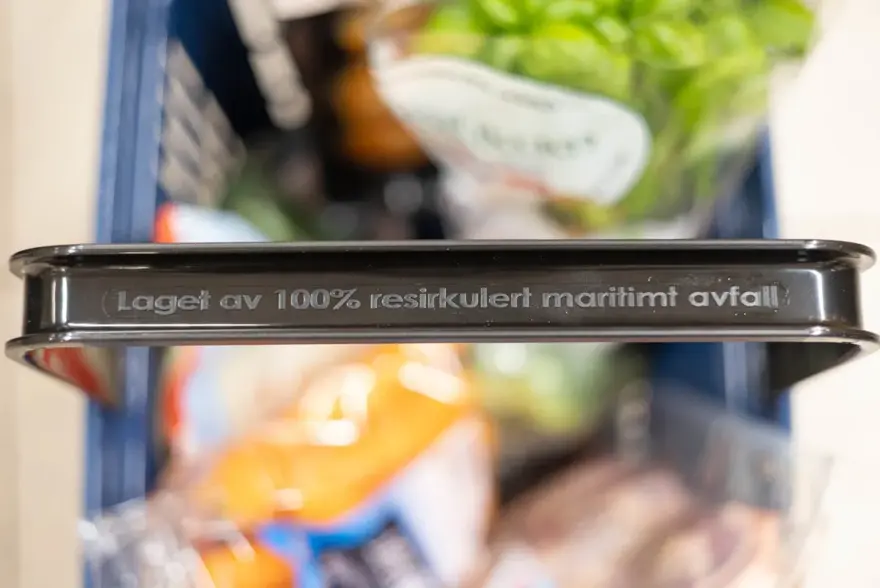 Laget av 100% resirkulert maritimt avfall